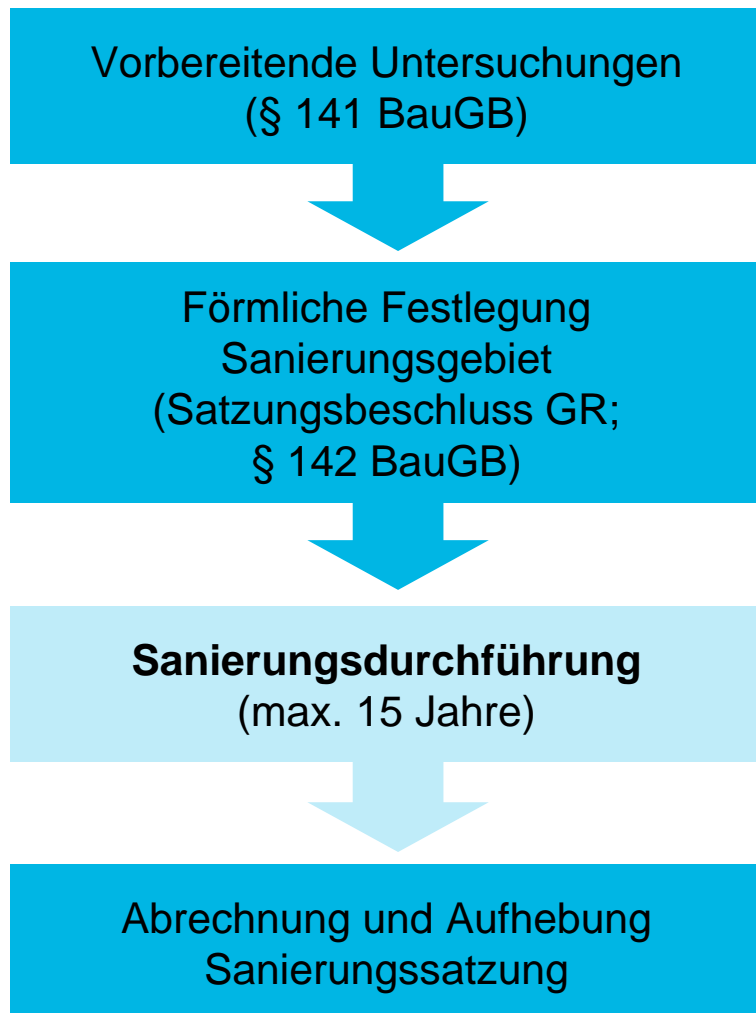 Vorbereitende Untersuchungen
(§ 141 BauGB)
Förmliche Festlegung
Sanierungsgebiet
(Satzungsbeschluss GR;
§ 142 BauGB)
Sanierungsdurchführung
(max. 15 Jahre)
Abrechnung und Aufhebung
Sanierungssatzung